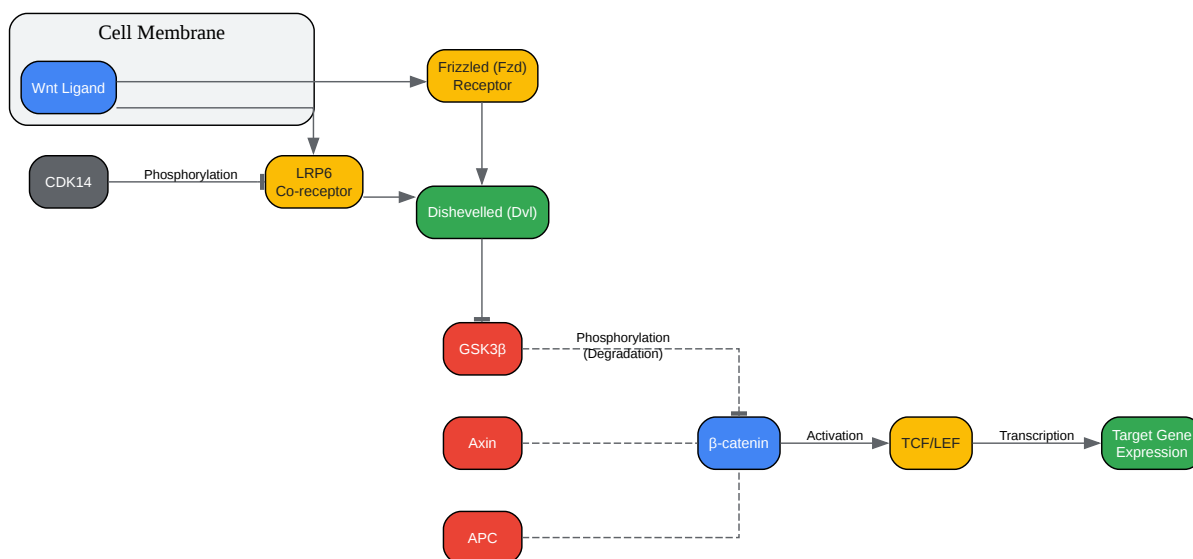 Cell Membrane
Wnt Ligand
Frizzled (Fzd)
Receptor
CDK14
Phosphorylation
LRP6
Co-receptor
Dishevelled (Dvl)
GSK3β
Phosphorylation
(Degradation)
Axin
β-catenin
Activation
TCF/LEF
Transcription
Target Gene
Expression
APC